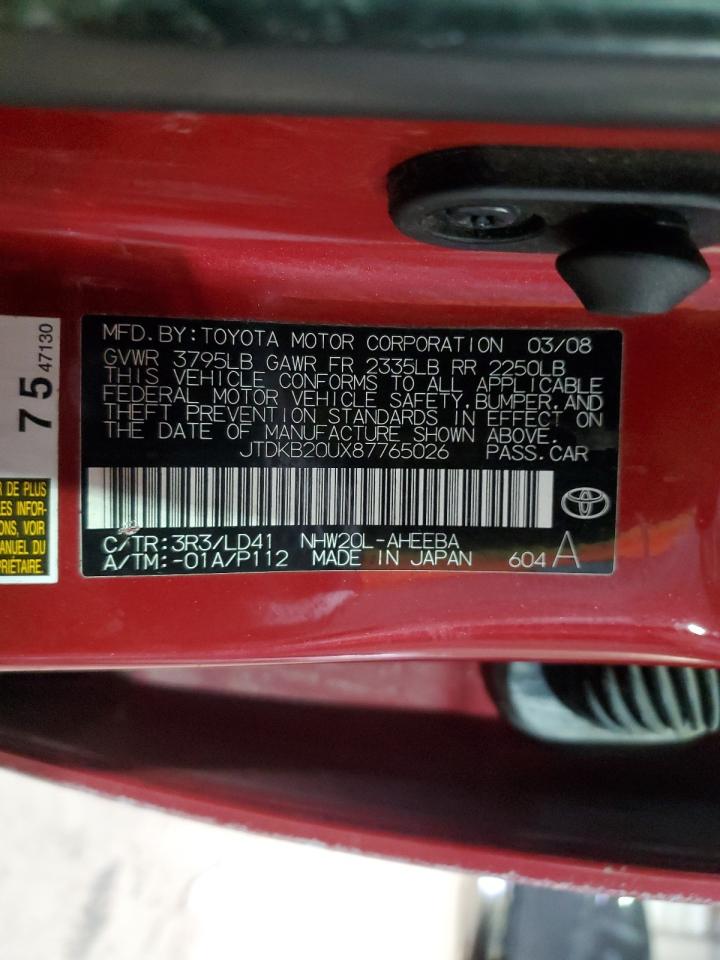 MFD.BY:TOYOTA MOTOR CORPORATION 03/08
GVWR 3795LB GAWR FR 2335LB RR 2250LB
THIS VEHICLE CONFORMS TO ALL APPLICABLE
FEDERAL MOTOR VEHICLE SAFETY,BUMPER,AND
THEFT PREVENTION STANDARDS IN EFFECT ON
THE DATE OF MANUFACTURE SHOWN ABOVE.
JTDKB20UX87765026 PASS.CAR
C/TR:3R3/LD41 NHW20L-AHEEBA
A/TM:-01A/P112 MADE IN JAPAN 604 A
75
47130
R DE PLUS
LES INFOR-
ONS, VOIR
MANUEL DU
PRIÉTAIRE.